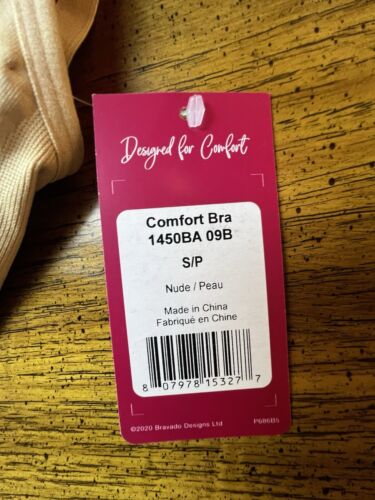 Designed for Comfort
Comfort Bra
1450BA 09B
S/P
Nude / Peau
Made in China
Fabriqué en Chine
8 07978 15327 7
©2020 Bravado Designs Ltd
P686B5